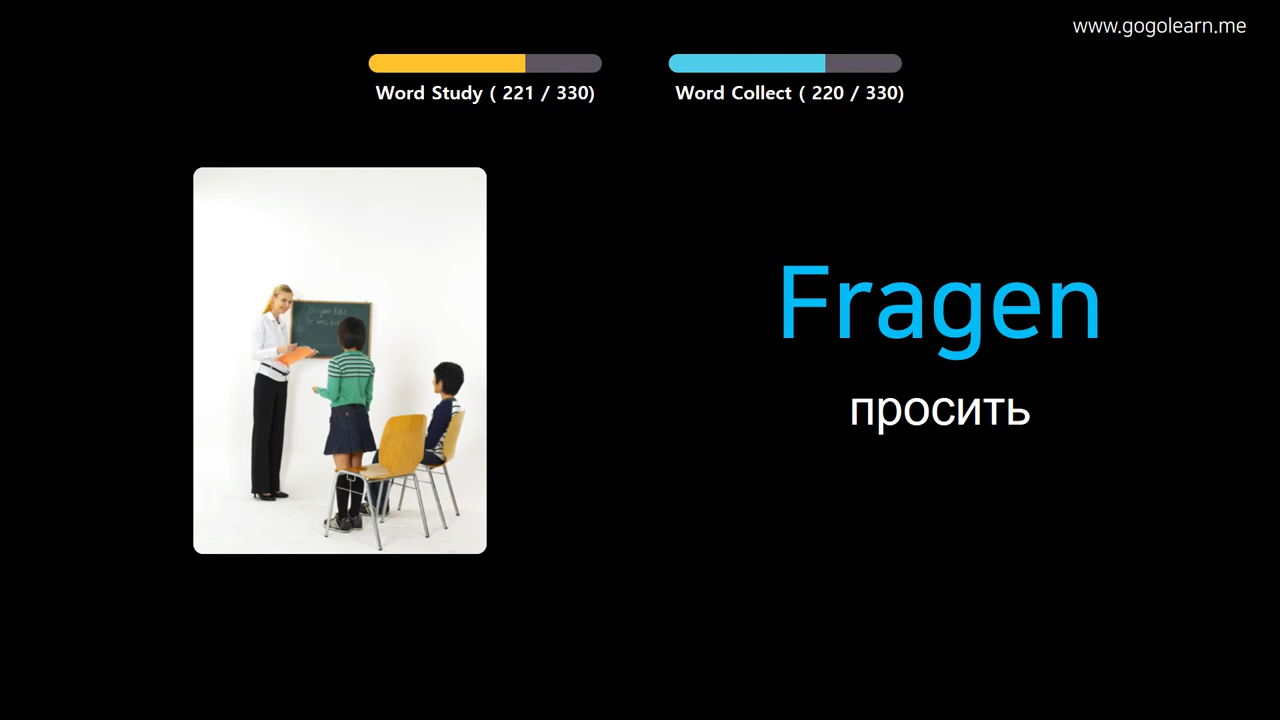 www.gogolearn.me
Word Study ( 221 / 330)
Word Collect ( 220 / 330)
Fragen
просить